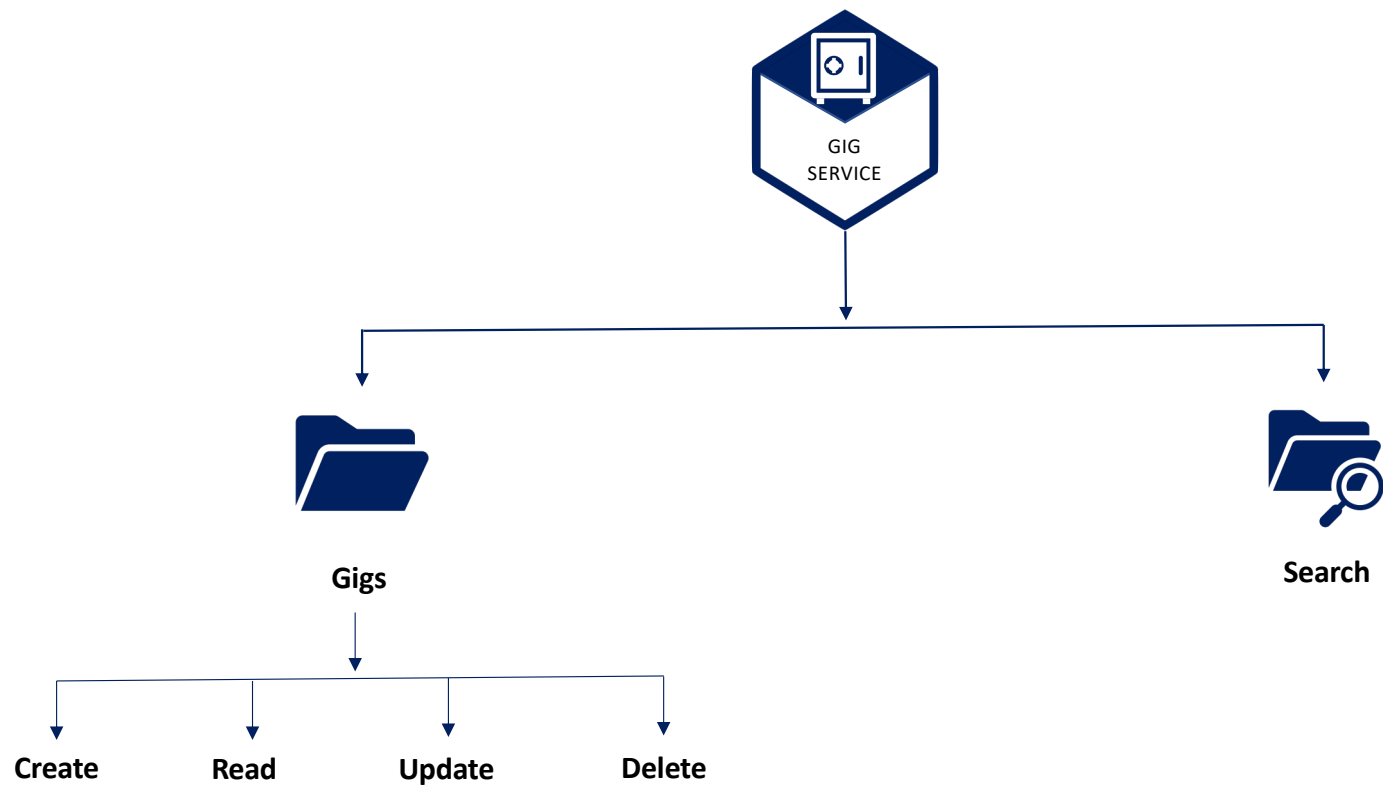 GIG
SERVICE
Gigs
Search
Create
Read
Update
Delete